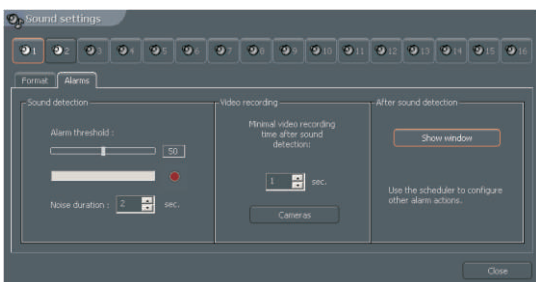 Sound settings
1 2 3 4 5 6 7 8 9 10 11 12 13 14 15 16
Format Alarms
Sound detection
Alarm threshold :
50
Noise duration : 2 sec.
Video recording
Minimal video recording
time after sound
detection:
1 sec.
Cameras
After sound detection
Show window
Use the scheduler to configure
other alarm actions.
Close